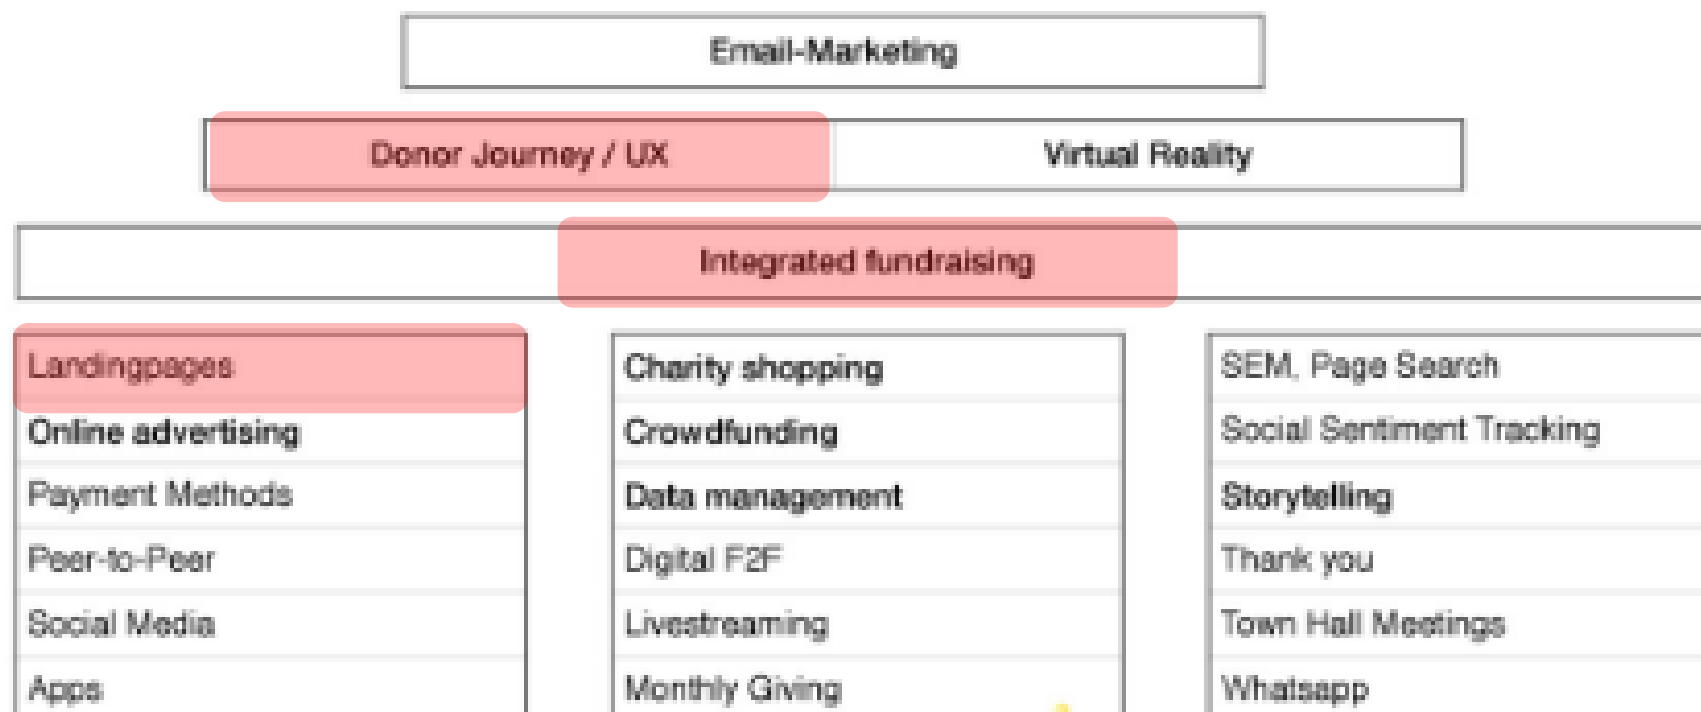 Email-Marketing
Donor Journey / UX
Virtual Reality
Integrated fundraising
Landingpages
Online advertising
Payment Methods
Peer-to-Peer
Social Media
Apps
Charity shopping
Crowdfunding
Data management
Digital F2F
Livestreaming
Monthly Giving
SEM, Page Search
Social Sentiment Tracking
Storytelling
Thank you
Town Hall Meetings
Whatsapp